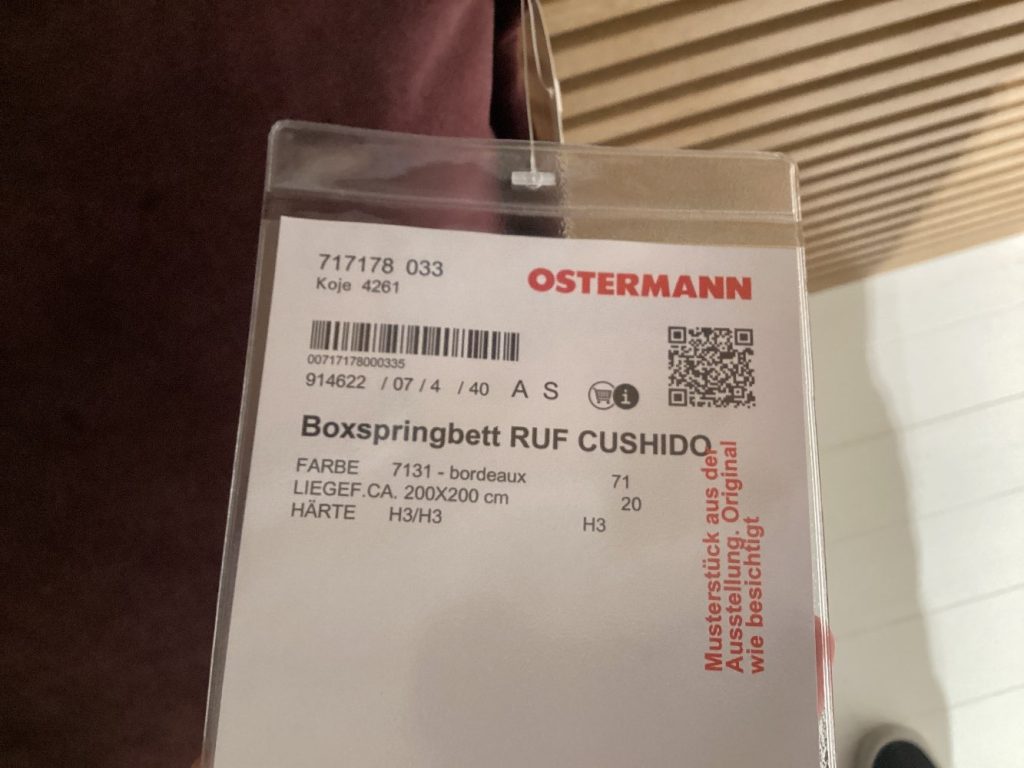 717178 033
Koje 4261
OSTERMANN
00717178000335
914622 / 07 / 4 / 40 A S
i
Boxspringbett RUF CUSHIDO
FARBE 7131 - bordeaux 71
LIEGEF.CA. 200X200 cm 20
HÄRTE H3/H3 H3
Musterstück aus der
Ausstellung. Original
wie besichtigt